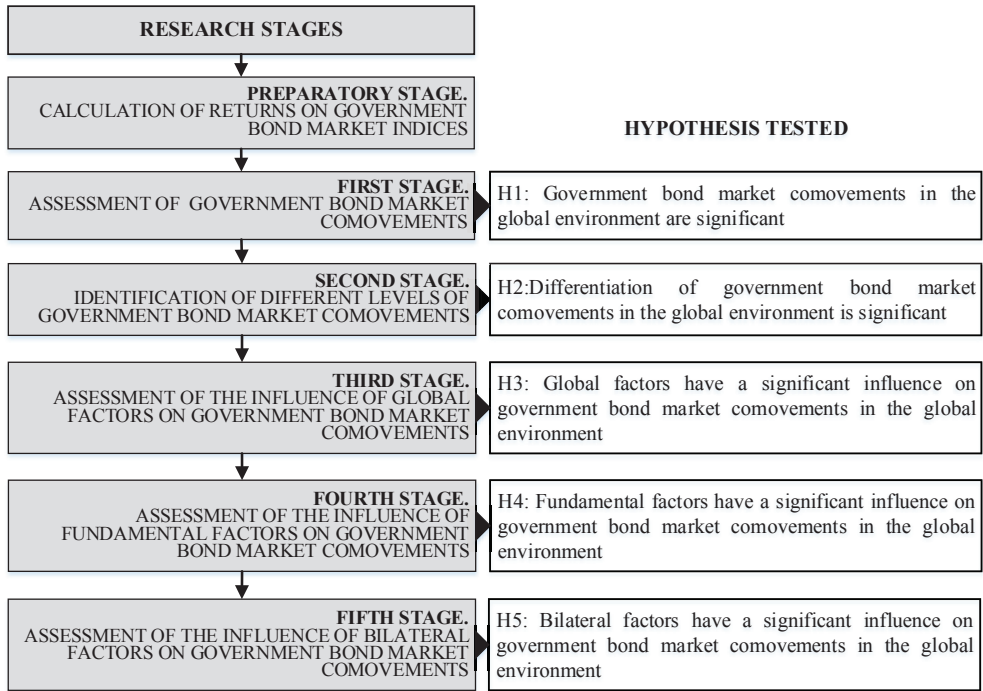 RESEARCH STAGES
PREPARATORY STAGE.
CALCULATION OF RETURNS ON GOVERNMENT
BOND MARKET INDICES
HYPOTHESIS TESTED
FIRST STAGE.
ASSESSMENT OF GOVERNMENT BOND MARKET
COMOVEMENTS
H1: Government bond market comovements in the
global environment are significant
SECOND STAGE.
IDENTIFICATION OF DIFFERENT LEVELS OF
GOVERNMENT BOND MARKET COMOVEMENTS
H2:Differentiation of government bond market
comovements in the global environment is significant
THIRD STAGE.
ASSESSMENT OF THE INFLUENCE OF GLOBAL
FACTORS ON GOVERNMENT BOND MARKET
COMOVEMENTS
H3: Global factors have a significant influence on
government bond market comovements in the global
environment
FOURTH STAGE.
ASSESSMENT OF THE INFLUENCE OF
FUNDAMENTAL FACTORS ON GOVERNMENT
BOND MARKET COMOVEMENTS
H4: Fundamental factors have a significant influence on
government bond market comovements in the global
environment
FIFTH STAGE.
ASSESSMENT OF THE INFLUENCE OF BILATERAL
FACTORS ON GOVERNMENT BOND MARKET
COMOVEMENTS
H5: Bilateral factors have a significant influence on
government bond market comovements in the global
environment